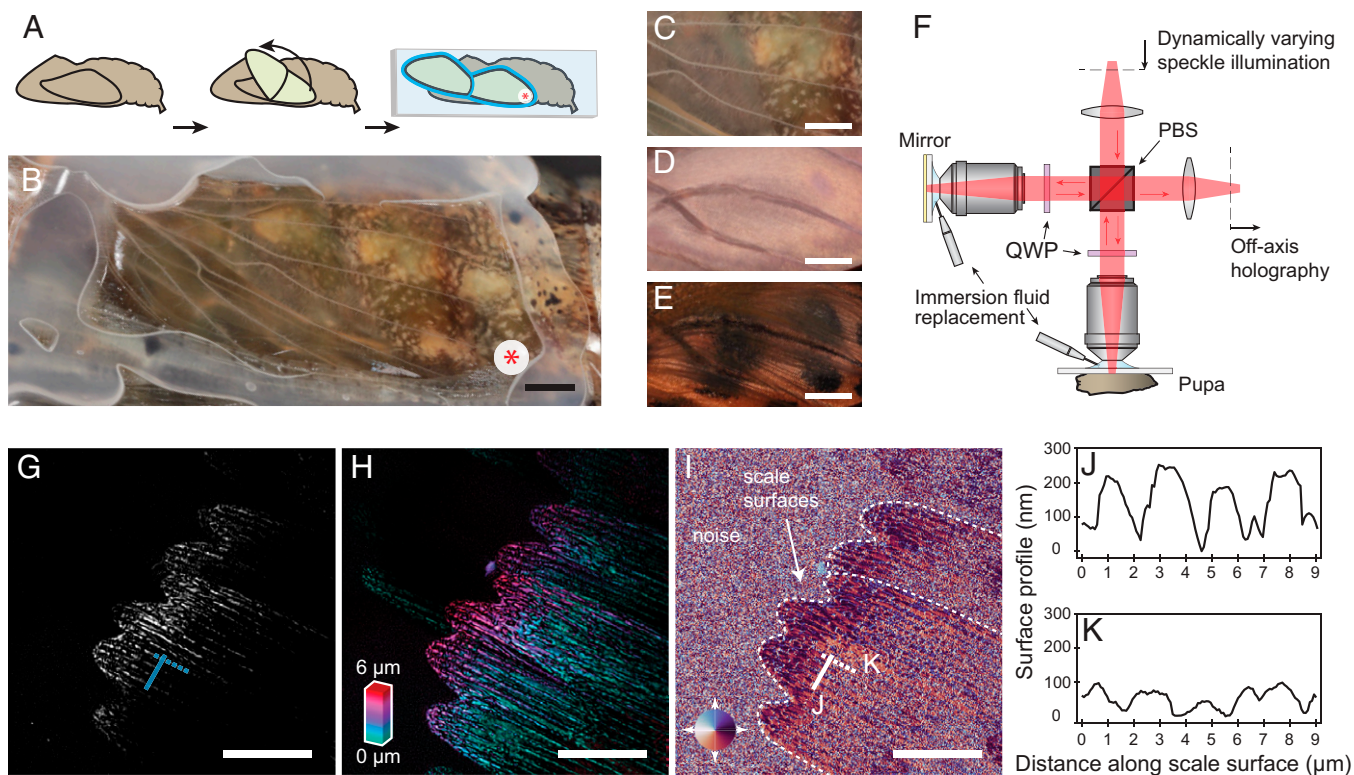 A
*
B
*
C
D
E
F
Dynamically varying
speckle illumination
PBS
Mirror
QWP
Off-axis
holography
Immersion fluid
replacement
Pupa
G
H
6 µm
0 µm
I
scale
surfaces
noise
K
J
J
300
200
100
0
0 1 2 3 4 5 6 7 8 9
K
300
200
100
0
0 1 2 3 4 5 6 7 8 9
Surface profile (nm)
Distance along scale surface (µm)